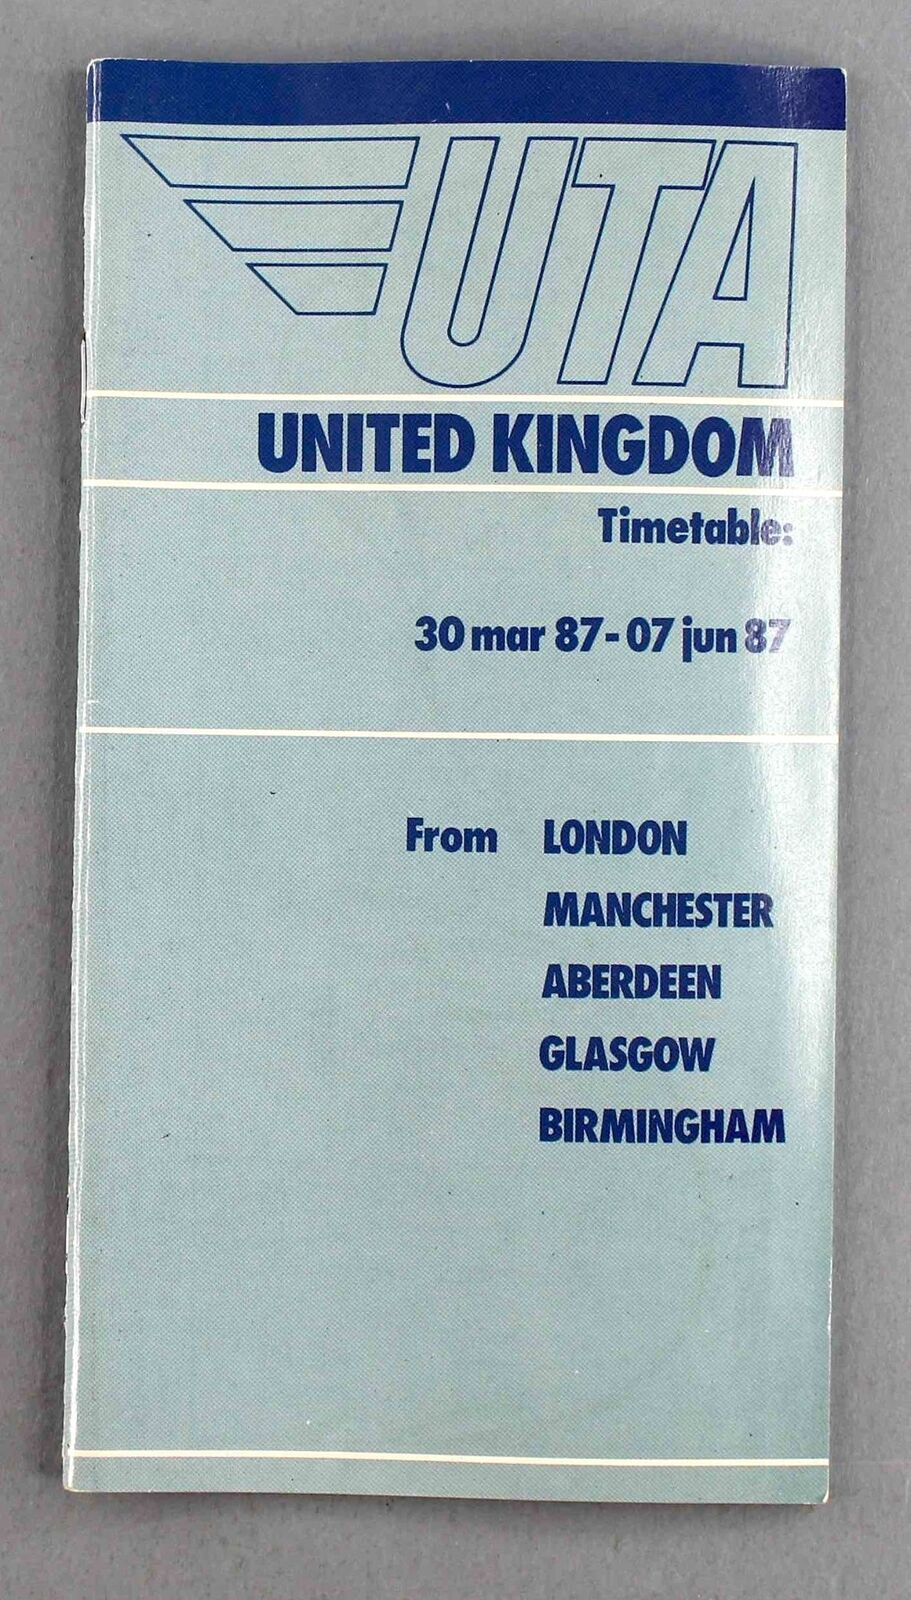 UTA
UNITED KINGDOM
Timetable:
30 mar 87-07 jun 87
From LONDON
MANCHESTER
ABERDEEN
GLASGOW
BIRMINGHAM